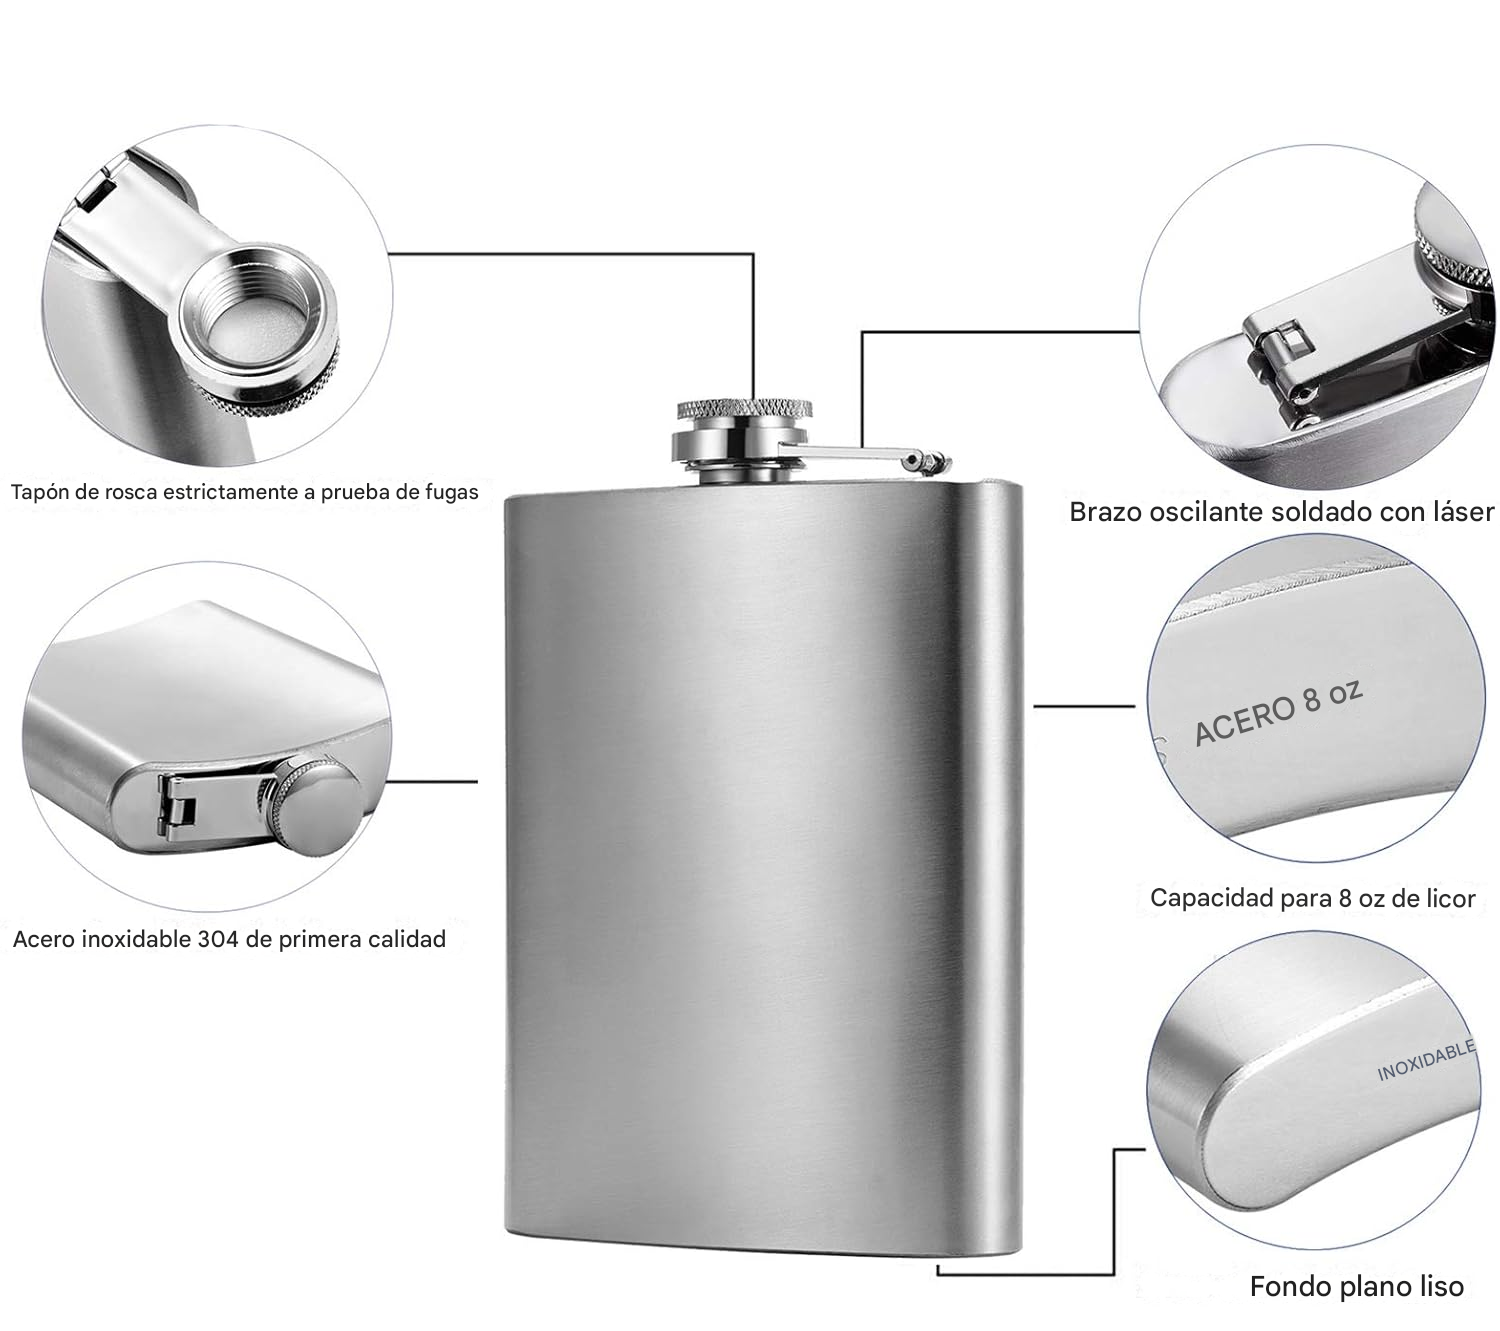 Tapón de rosca estrictamente a prueba de fugas
Brazo oscilante soldado con láser
ACERO 8 oz
Capacidad para 8 oz de licor
Acero inoxidable 304 de primera calidad
INOXIDABLE
Fondo plano liso